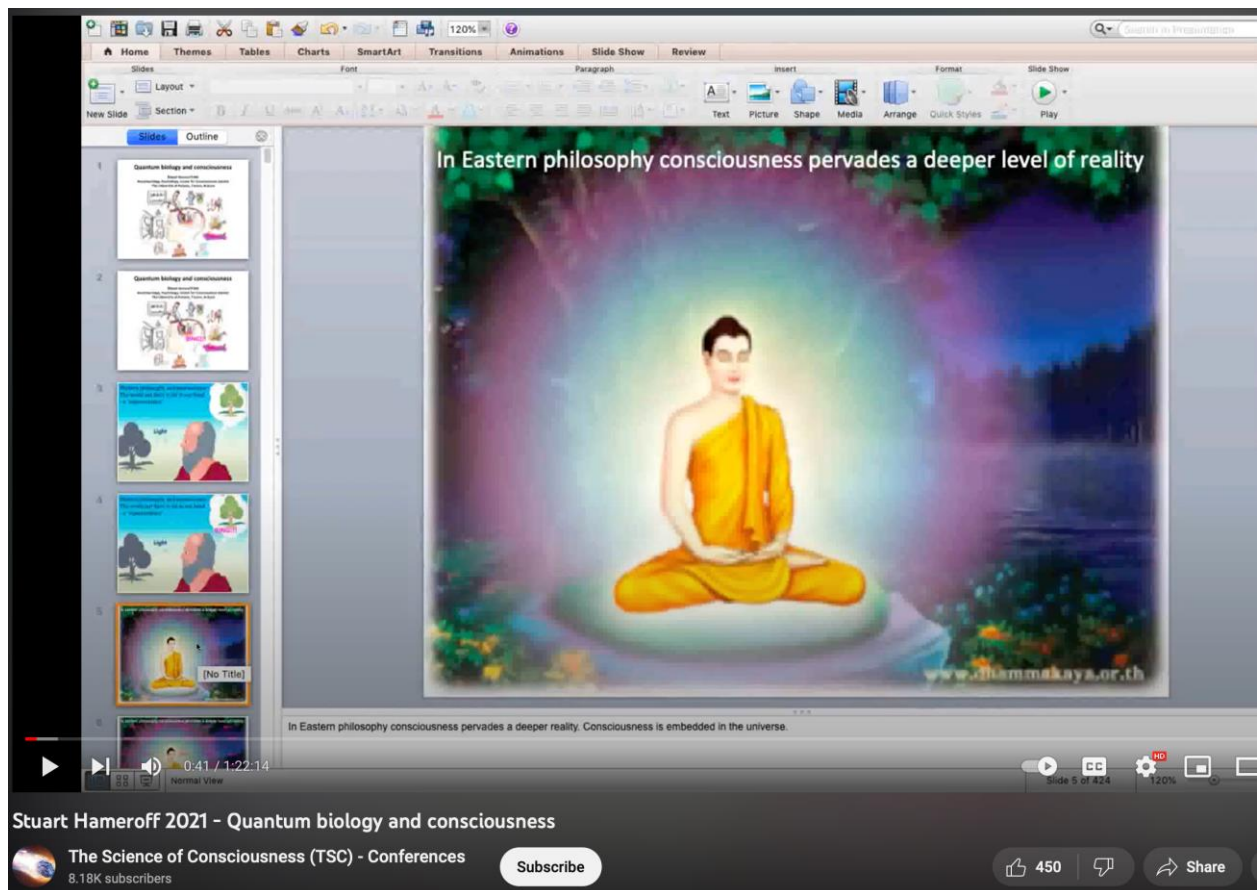 120%
Home Themes Tables Charts SmartArt Transitions Animations Slide Show Review
Slides Font Paragraph Insert Format Slide Show
Layout
New Slide Section Text Picture Shape Media Arrange Quick Styles Play
Slides Outline
In Eastern philosophy consciousness pervades a deeper level of reality
1
Quantum biology and consciousness
2
Quantum biology and consciousness
3
Light
4
Light
5
[No Title]
www.dhammakaya.or.th
6
In Eastern philosophy consciousness pervades a deeper reality. Consciousness is embedded in the universe.
0:41 / 1:22:14
CC
HD
Normal View Slide 5 of 424 120%
Stuart Hameroff 2021 - Quantum biology and consciousness
The Science of Consciousness (TSC) - Conferences
8.18K subscribers
Subscribe
450
Share